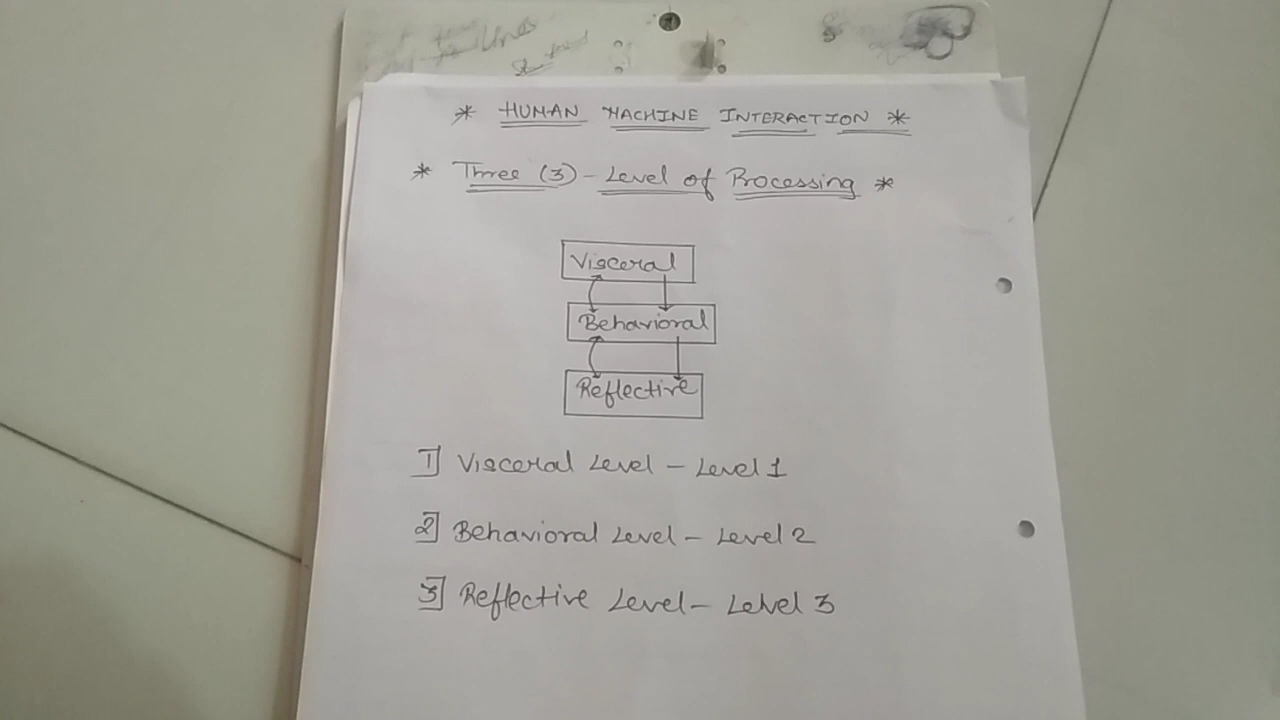 * HUMAN MACHINE INTERACTION *
* Three (3) - Level of Processing *
Visceral
Behavioral
Reflective
1] Visceral Level - Level 1
2] Behavioral Level - Level 2
3] Reflective Level - Level 3